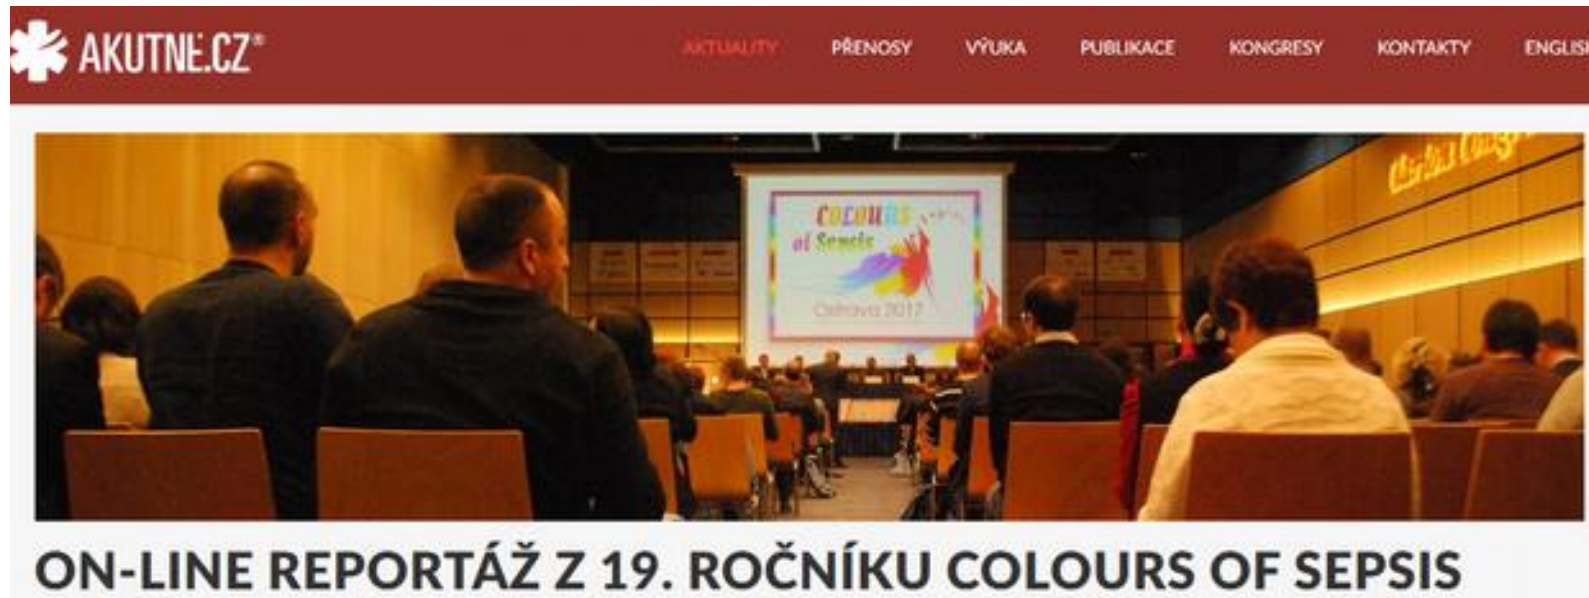 AKUTNE.CZ®
AKTUALITY PŘENOSY VÝUKA PUBLIKACE KONGRESY KONTAKTY
COLOURS
of Sepsis
Ostrava 2017
ON-LINE REPORTÁŽ Z 19. ROČNÍKU COLOURS OF SEPSIS